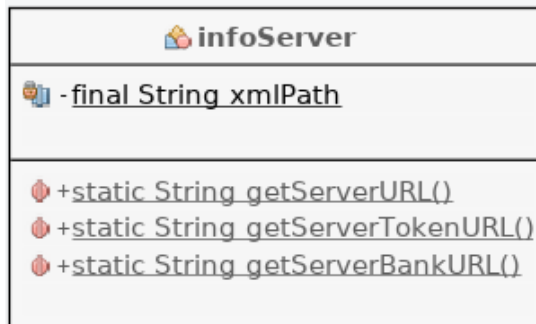 infoServer
-final String xmlPath
+static String getServerURL()
+static String getServerTokenURL()
+static String getServerBankURL()